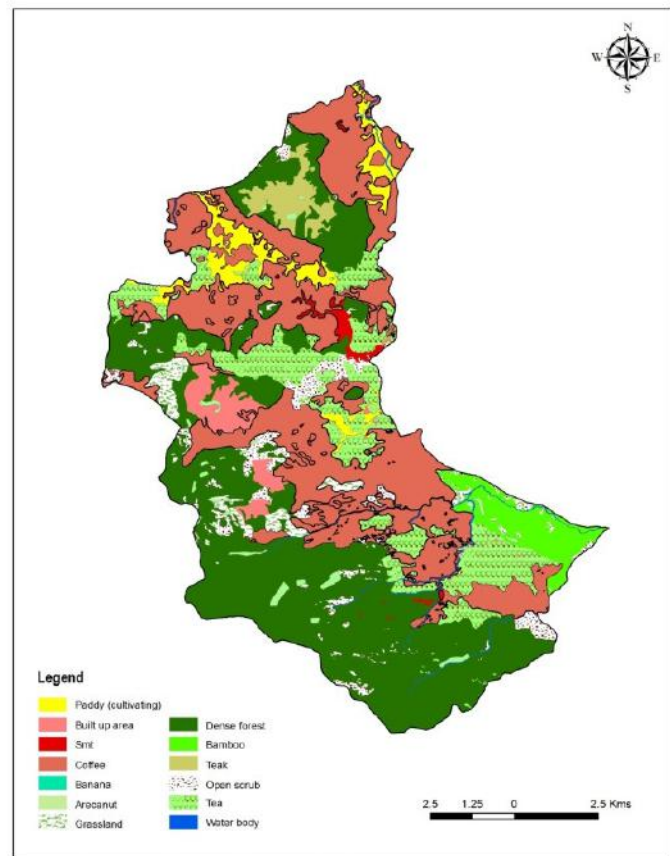 N
W E
S
Legend
Paddy (cultivating)
Built up area
Smt
Coffee
Banana
Arecanut
Grassland
Dense forest
Bamboo
Teak
Open scrub
Tea
Water body
2.5 1.25 0 2.5 Kms